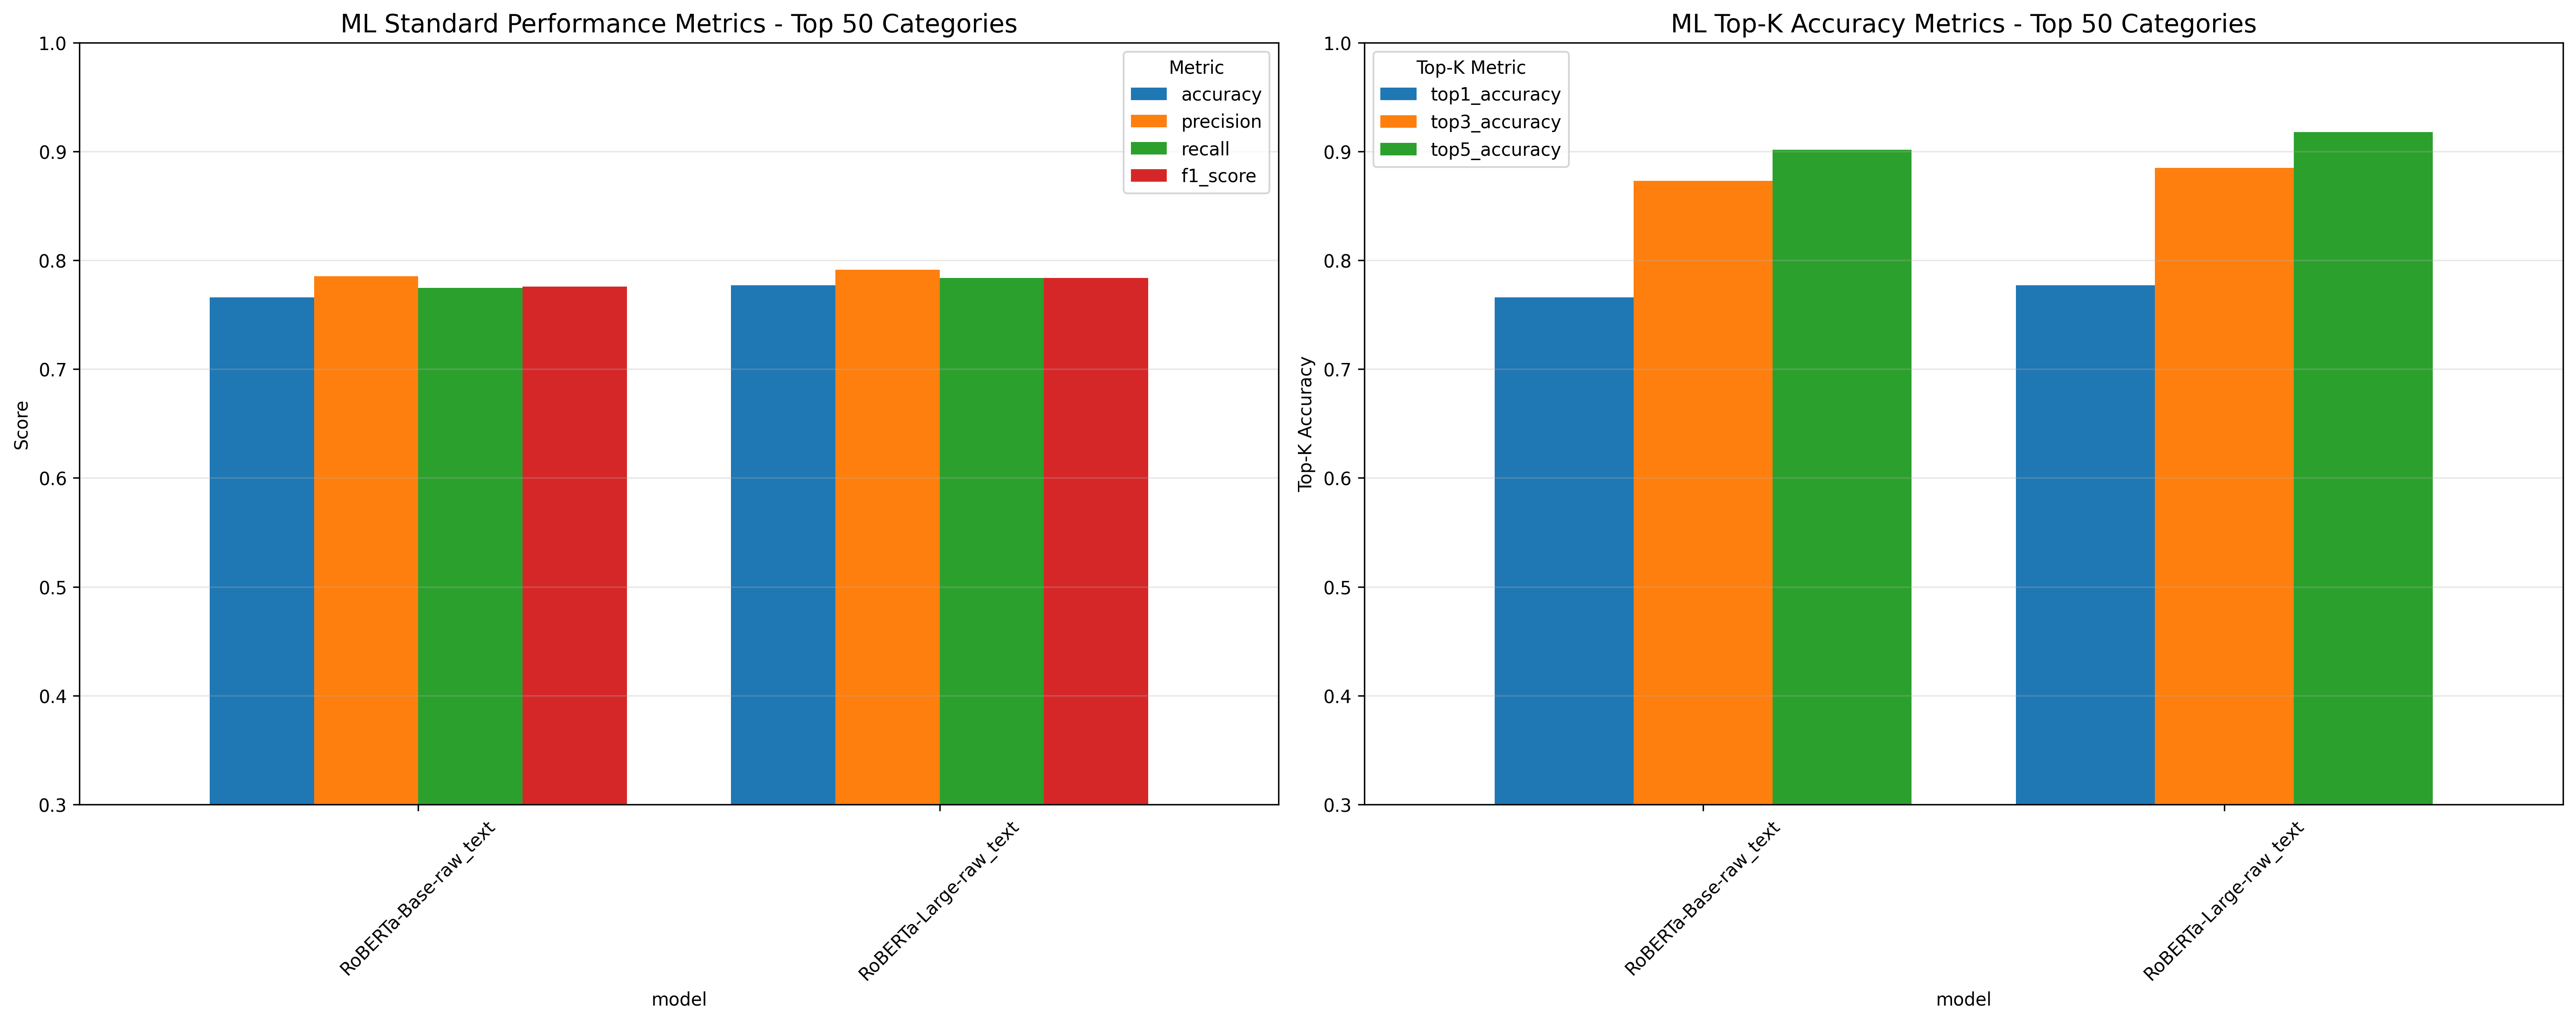 ML Standard Performance Metrics - Top 50 Categories
1.0
0.9
0.8
0.7
0.6
0.5
0.4
0.3
Score
Metric
accuracy
precision
recall
f1_score
RoBERTa-Base-raw_text
RoBERTa-Large-raw_text
model
ML Top-K Accuracy Metrics - Top 50 Categories
1.0
0.9
0.8
0.7
0.6
0.5
0.4
0.3
Top-K Accuracy
Top-K Metric
top1_accuracy
top3_accuracy
top5_accuracy
RoBERTa-Base-raw_text
RoBERTa-Large-raw_text
model